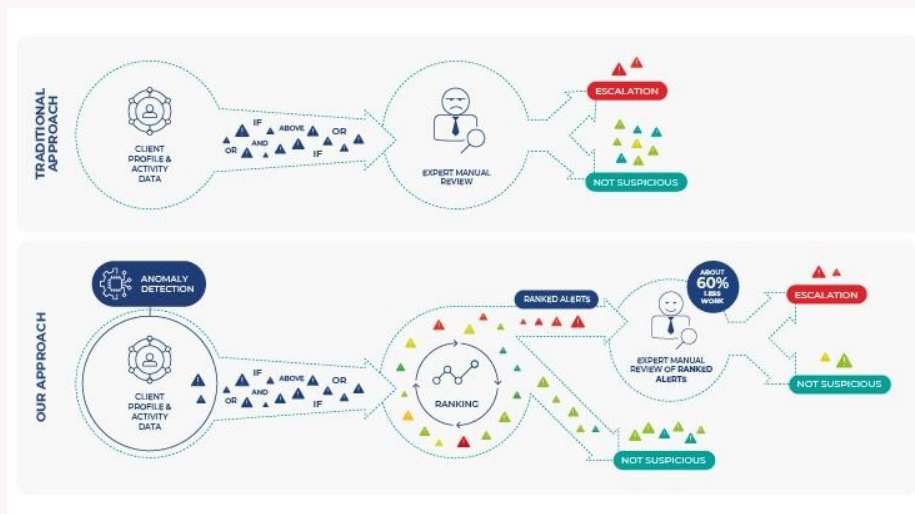 TRADITIONAL
APPROACH
CLIENT
PROFILE &
ACTIVITY
DATA
IF
ABOVE
OR
OR
AND
IF
EXPERT MANUAL
REVIEW
ESCALATION
NOT SUSPICIOUS
OUR APPROACH
ANOMALY
DETECTION
CLIENT
PROFILE &
ACTIVITY
DATA
IF
ABOVE
OR
OR
AND
IF
RANKING
RANKED ALERTS
ABOUT
60%
LESS
WORK
EXPERT MANUAL
REVIEW OF RANKED
ALERTS
ESCALATION
NOT SUSPICIOUS
NOT SUSPICIOUS